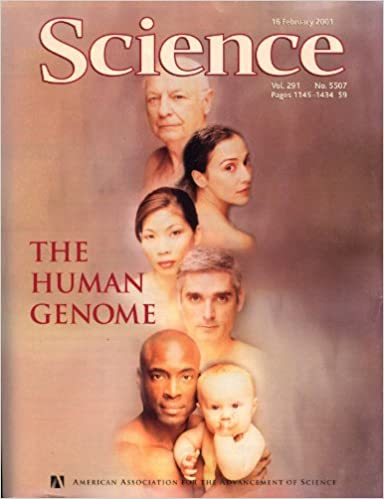 16 February 2001
Science
Vol. 291 No. 5507
Pages 1145–1434 $9
THE
HUMAN
GENOME
AMERICAN ASSOCIATION FOR THE ADVANCEMENT OF SCIENCE